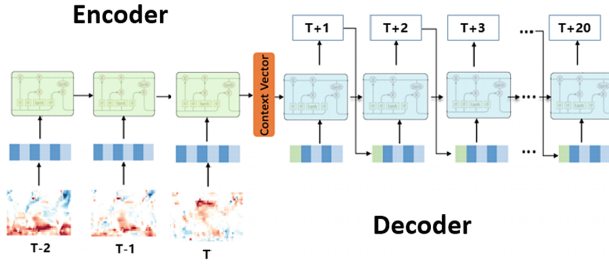 Encoder
T+1
T+2
T+3
...
T+20
Context Vector
...
...
T-2
T-1
T
Decoder